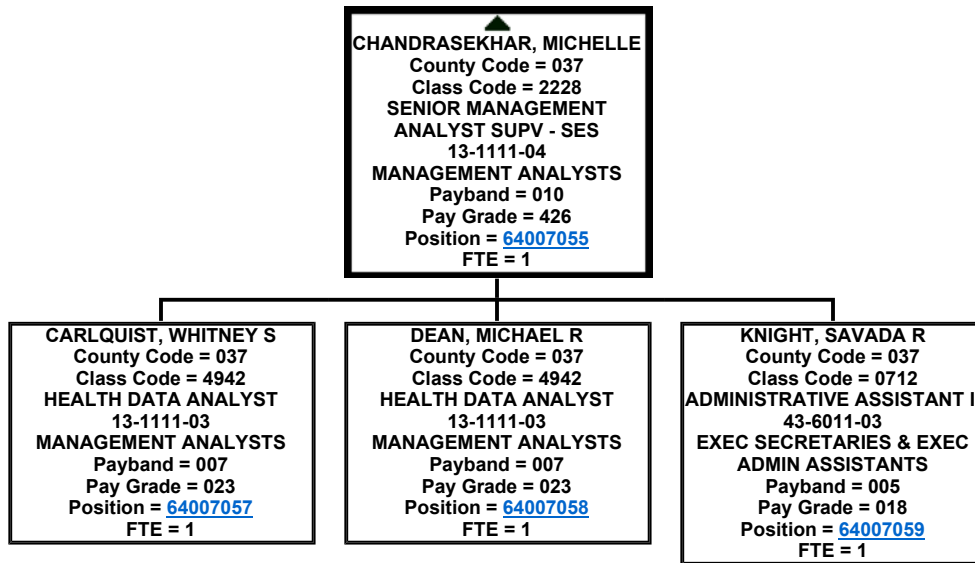 CHANDRASEKHAR, MICHELLE
County Code = 037
Class Code = 2228
SENIOR MANAGEMENT
ANALYST SUPV - SES
13-1111-04
MANAGEMENT ANALYSTS
Payband = 010
Pay Grade = 426
Position = 64007055
FTE = 1
CARLQUIST, WHITNEY S
County Code = 037
Class Code = 4942
HEALTH DATA ANALYST
13-1111-03
MANAGEMENT ANALYSTS
Payband = 007
Pay Grade = 023
Position = 64007057
FTE = 1
DEAN, MICHAEL R
County Code = 037
Class Code = 4942
HEALTH DATA ANALYST
13-1111-03
MANAGEMENT ANALYSTS
Payband = 007
Pay Grade = 023
Position = 64007058
FTE = 1
KNIGHT, SAVADA R
County Code = 037
Class Code = 0712
ADMINISTRATIVE ASSISTANT I
43-6011-03
EXEC SECRETARIES & EXEC
ADMIN ASSISTANTS
Payband = 005
Pay Grade = 018
Position = 64007059
FTE = 1